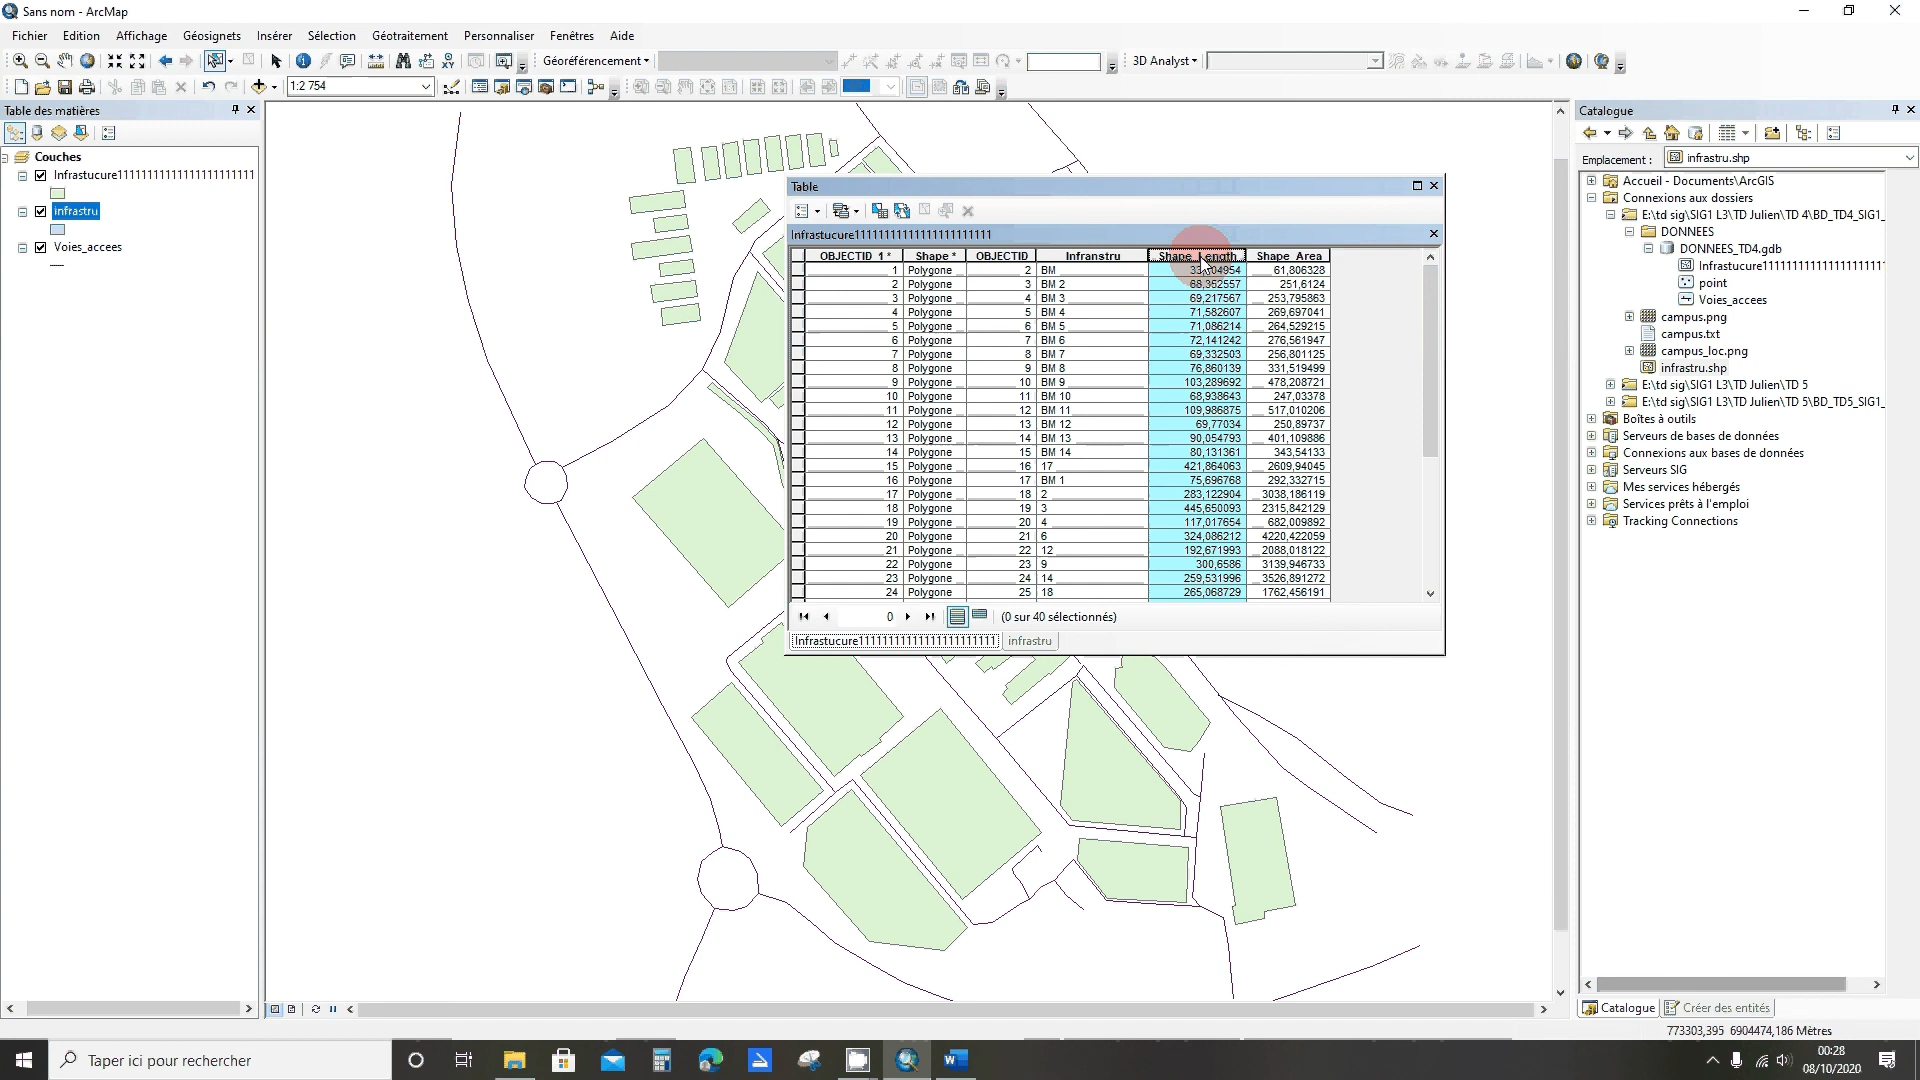 Sans nom - ArcMap
Fichier Edition Affichage Géosignets Insérer Sélection Géotraitement Personnaliser Fenêtres Aide
Géoréférencement 3D Analyst
1:2 754
Table des matières
Couches
infrastru
Voies_accees
Table
OBJECTID_1 * Shape * OBJECTID Infranstru Shape_Length Shape_Area
1 Polygone 2 BM 61,806328
2 Polygone 3 BM 2 68,352557 251,6124
3 Polygone 4 BM 3 69,217567 253,795863
4 Polygone 5 BM 4 71,582607 269,697041
5 Polygone 6 BM 5 71,086214 264,529215
6 Polygone 7 BM 6 72,141242 276,561947
7 Polygone 8 BM 7 69,332503 256,801125
8 Polygone 9 BM 8 76,860139 331,519499
9 Polygone 10 BM 9 103,289692 478,208721
10 Polygone 11 BM 10 68,938643 247,03378
11 Polygone 12 BM 11 109,986875 517,010206
12 Polygone 13 BM 12 69,77034 250,89737
13 Polygone 14 BM 13 90,054793 401,109886
14 Polygone 15 BM 14 80,131361 343,54133
15 Polygone 16 17 421,864063 2609,94045
16 Polygone 17 BM 1 75,696768 292,332715
17 Polygone 18 2 283,122904 3038,186119
18 Polygone 19 3 445,650093 2315,842129
19 Polygone 20 4 117,017654 682,009892
20 Polygone 21 6 324,086212 4220,422059
21 Polygone 22 12 192,671993 2088,018122
22 Polygone 23 9 300,6586 3139,946733
23 Polygone 24 14 259,531996 3526,891272
24 Polygone 25 18 265,068729 1762,456191
0 (0 sur 40 sélectionnés)
infrastru
Catalogue
Emplacement : infrastru.shp
Accueil - Documents\ArcGIS
Connexions aux dossiers
E:\td sig\SIG1 L3\TD Julien\TD 4\BD_TD4_SIG1_
DONNEES
DONNEES_TD4.gdb
point
Voies_accees
campus.png
campus.txt
campus_loc.png
infrastru.shp
E:\td sig\SIG1 L3\TD Julien\TD 5
E:\td sig\SIG1 L3\TD Julien\TD 5\BD_TD5_SIG1_
Boîtes à outils
Serveurs de bases de données
Connexions aux bases de données
Serveurs SIG
Mes services hébergés
Services prêts à l'emploi
Tracking Connections
Catalogue Créer des entités
773303,395 6904474,186 Mètres
Taper ici pour rechercher
00:28
08/10/2020